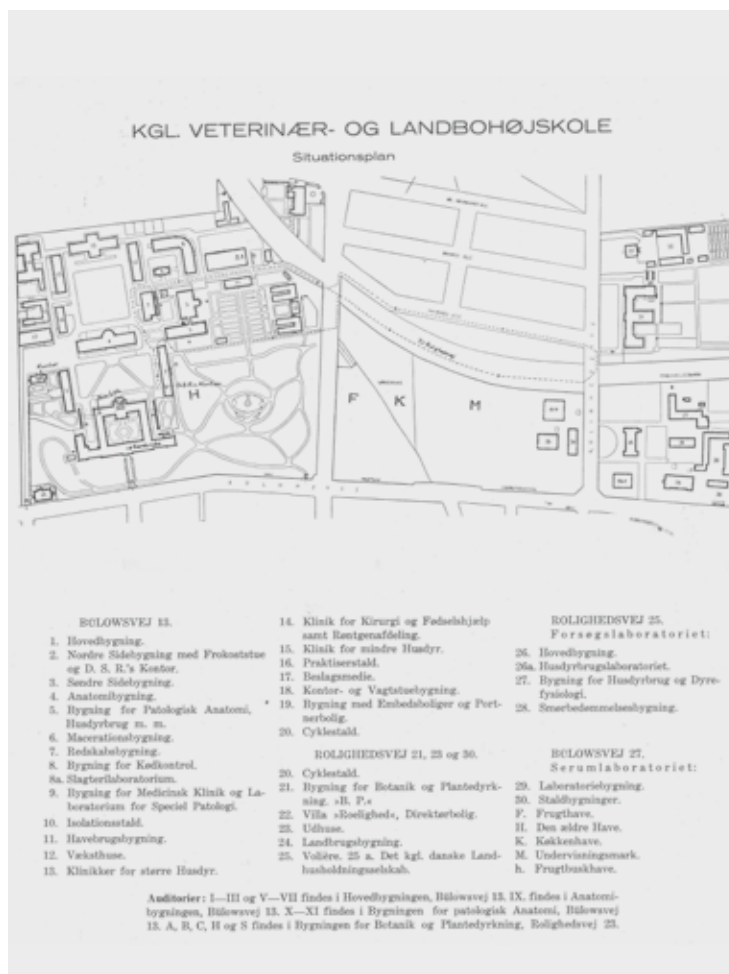 KGL. VETERINÆR- OG LANDBOHØJSKOLE
Situationsplan
H
F
K
M
BÜLOWSVEJ 13.
1. Hovedbygning.
2. Nordre Sidebygning med Frokoststue
og D. S. R.'s Kontor.
3. Søndre Sidebygning.
4. Anatomibygning.
5. Bygning for Patologisk Anatomi,
Husdyrbrug m. m.
6. Macerationsbygning.
7. Redskabsbygning.
8. Bygning for Kødkontrol.
8a. Slagterilaboratorium.
9. Bygning for Medicinsk Klinik og La-
boratorium for Speciel Patologi.
10. Isolationsstald.
11. Havebrugsbygning.
12. Væksthuse.
13. Klinikker for større Husdyr.
14. Klinik for Kirurgi og Fødselshjælp
samt Røntgenafdeling.
15. Klinik for mindre Husdyr.
16. Praktiserstald.
17. Beslagsmedie.
18. Kontor- og Vagtstuebygning.
19. Bygning med Embedsboliger og Port-
nerbolig.
20. Cyklestald.
ROLIGHEDSVEJ 21, 23 og 30.
20. Cyklestald.
21. Bygning for Botanik og Plantedyrk-
ning. »B. P.«
22. Villa »Rolighed«, Direktørbolig.
23. Udhuse.
24. Landbrugsbygning.
25. Volière. 25 a. Det kgl. danske Land-
husholdningsselskab.
ROLIGHEDSVEJ 25.
Forsøgslaboratoriet:
26. Hovedbygning.
26a. Husdyrbrugslaboratoriet.
27. Bygning for Husdyrbrug og Dyre-
fysiologi.
28. Smørbedømmelsesbygning.
BÜLOWSVEJ 27.
Serumlaboratoriet:
29. Laboratoriebygning.
30. Staldbygninger.
F. Frugthave.
H. Den ældre Have.
K. Køkkenhave.
M. Undervisningsmark.
h. Frugtbuskhave.
Auditorier: I—III og V—VII findes i Hovedbygningen, Bülowsvej 13. IX. findes i Anatomi-
bygningen, Bülowsvej 13. X—XI findes i Bygningen for patologisk Anatomi, Bülowsvej
13. A, B, C, H og S findes i Bygningen for Botanik og Plantedyrkning, Rolighedsvej 23.